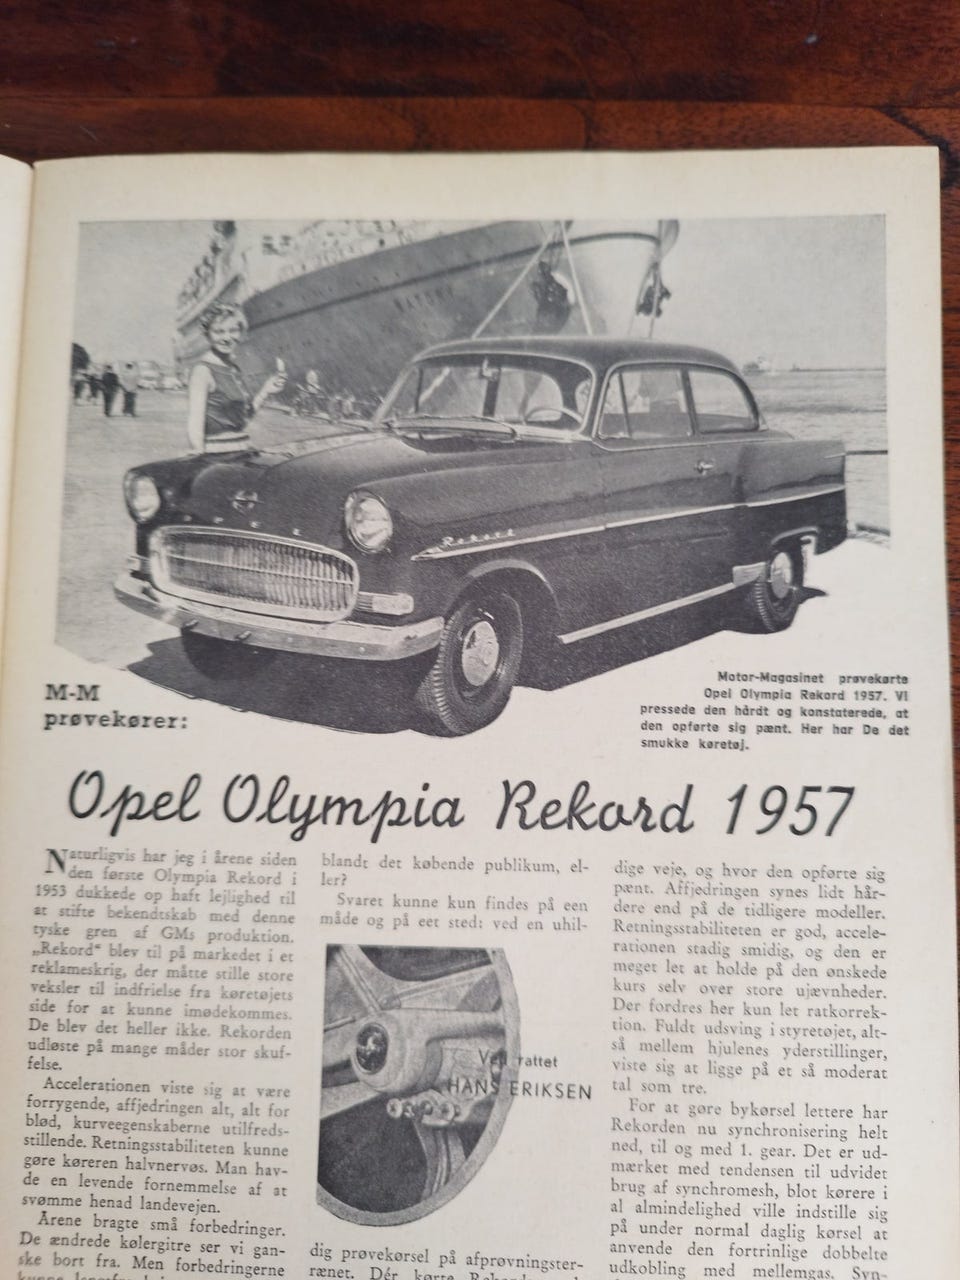 BATORY
OPEL
Rekord
M-M
prøvekører:
Motor-Magasinet prøvekørte
Opel Olympia Rekord 1957. Vi
pressede den hårdt og konstaterede, at
den opførte sig pænt. Her har De det
smukke køretøj.
Opel Olympia Rekord 1957
Naturligvis har jeg i årene siden
den første Olympia Rekord i
1953 dukkede op haft lejlighed til
at stifte bekendtskab med denne
tyske gren af GMs produktion.
„Rekord“ blev til på markedet i et
reklameskrig, der måtte stille store
veksler til indfrielse fra køretøjets
side for at kunne imødekommes.
De blev det heller ikke. Rekorden
udløste på mange måder stor skuf-
felse.
Accelerationen viste sig at være
forrygende, affjedringen alt, alt for
blød, kurveegenskaberne utilfreds-
stillende. Retningsstabiliteten kunne
gøre køreren halvnervøs. Man hav-
de en levende fornemmelse af at
svømme henad landevejen.
Årene bragte små forbedringer.
De ændrede kølergitre ser vi gan-
ske bort fra. Men forbedringerne
blandt det købende publikum, el-
ler?
Svaret kunne kun findes på een
måde og på eet sted: ved en uhil-
Ved rattet
HANS ERIKSEN
dig prøvekørsel på afprøvningster-
rænet. Dér kørte
dige veje, og hvor den opførte sig
pænt. Affjedringen synes lidt hår-
dere end på de tidligere modeller.
Retningsstabiliteten er god, accele-
rationen stadig smidig, og den er
meget let at holde på den ønskede
kurs selv over store ujævnheder.
Der fordres her kun let ratkorrek-
tion. Fuldt udsving i styretøjet, alt-
så mellem hjulenes yderstillinger,
viste sig at ligge på et så moderat
tal som tre.
For at gøre bykørsel lettere har
Rekorden nu synchronisering helt
ned, til og med 1. gear. Det er ud-
mærket med tendensen til udvidet
brug af synchromesh, blot kørere i
al almindelighed ville indstille sig
på under normal daglig kørsel at
anvende den fortrinlige dobbelte
udkobling med mellemgas. Syn-